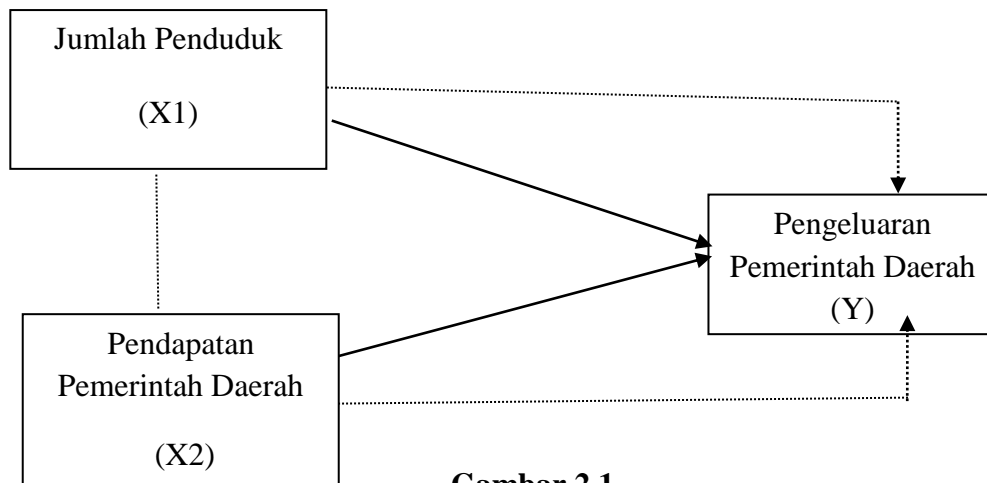 Jumlah Penduduk
(X1)
Pengeluaran
Pemerintah Daerah
(Y)
Pendapatan
Pemerintah Daerah
(X2)
Gambar 2.1